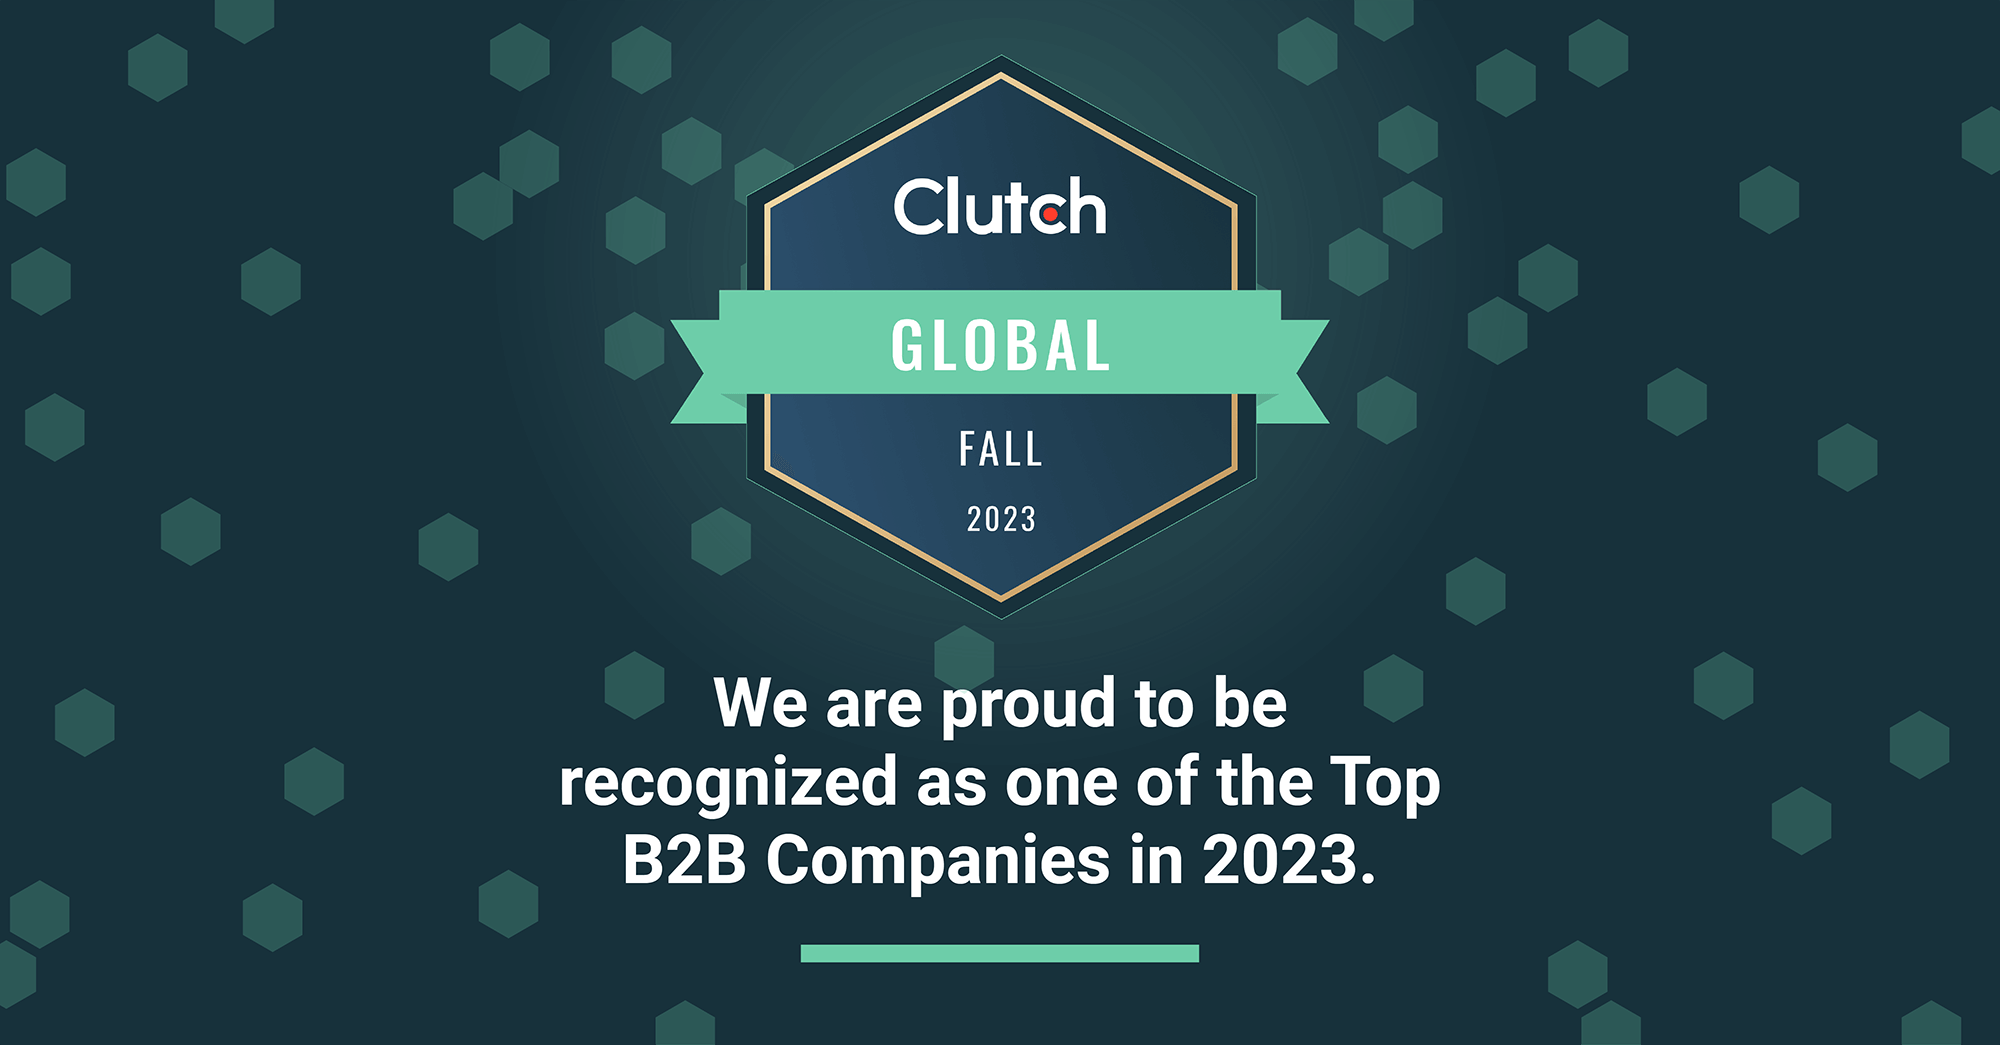 Clutch
GLOBAL
FALL
2023
We are proud to be
recognized as one of the Top
B2B Companies in 2023.